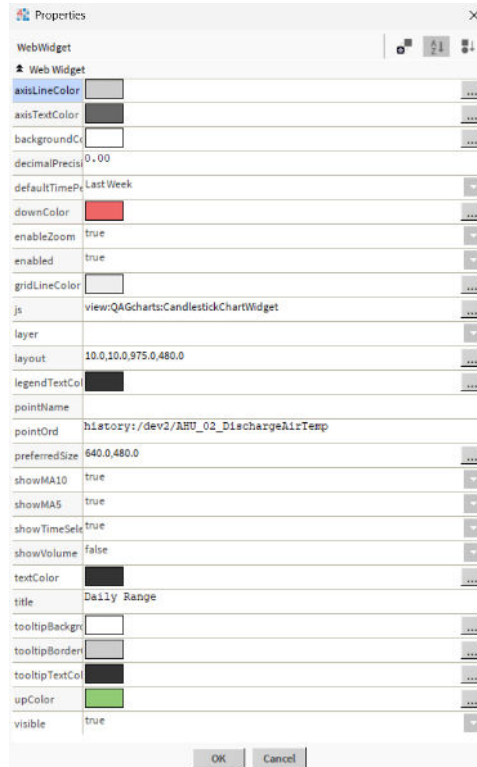 Properties
WebWidget
Web Widget
axisLineColor
axisTextColor
backgroundCo
decimalPrecisi 0.00
defaultTimePe Last Week
downColor
enableZoom true
enabled true
gridLineColor
js view:QAGcharts:CandlestickChartWidget
layer
layout 10.0,10.0,975.0,480.0
legendTextCol
pointName
pointOrd history:/dev2/AHU_02_DischargeAirTemp
preferredSize 640.0,480.0
showMA10 true
showMA5 true
showTimeSele true
showVolume false
textColor
title Daily Range
tooltipBackgro
tooltipBorder
tooltipTextCol
upColor
visible true
OK Cancel